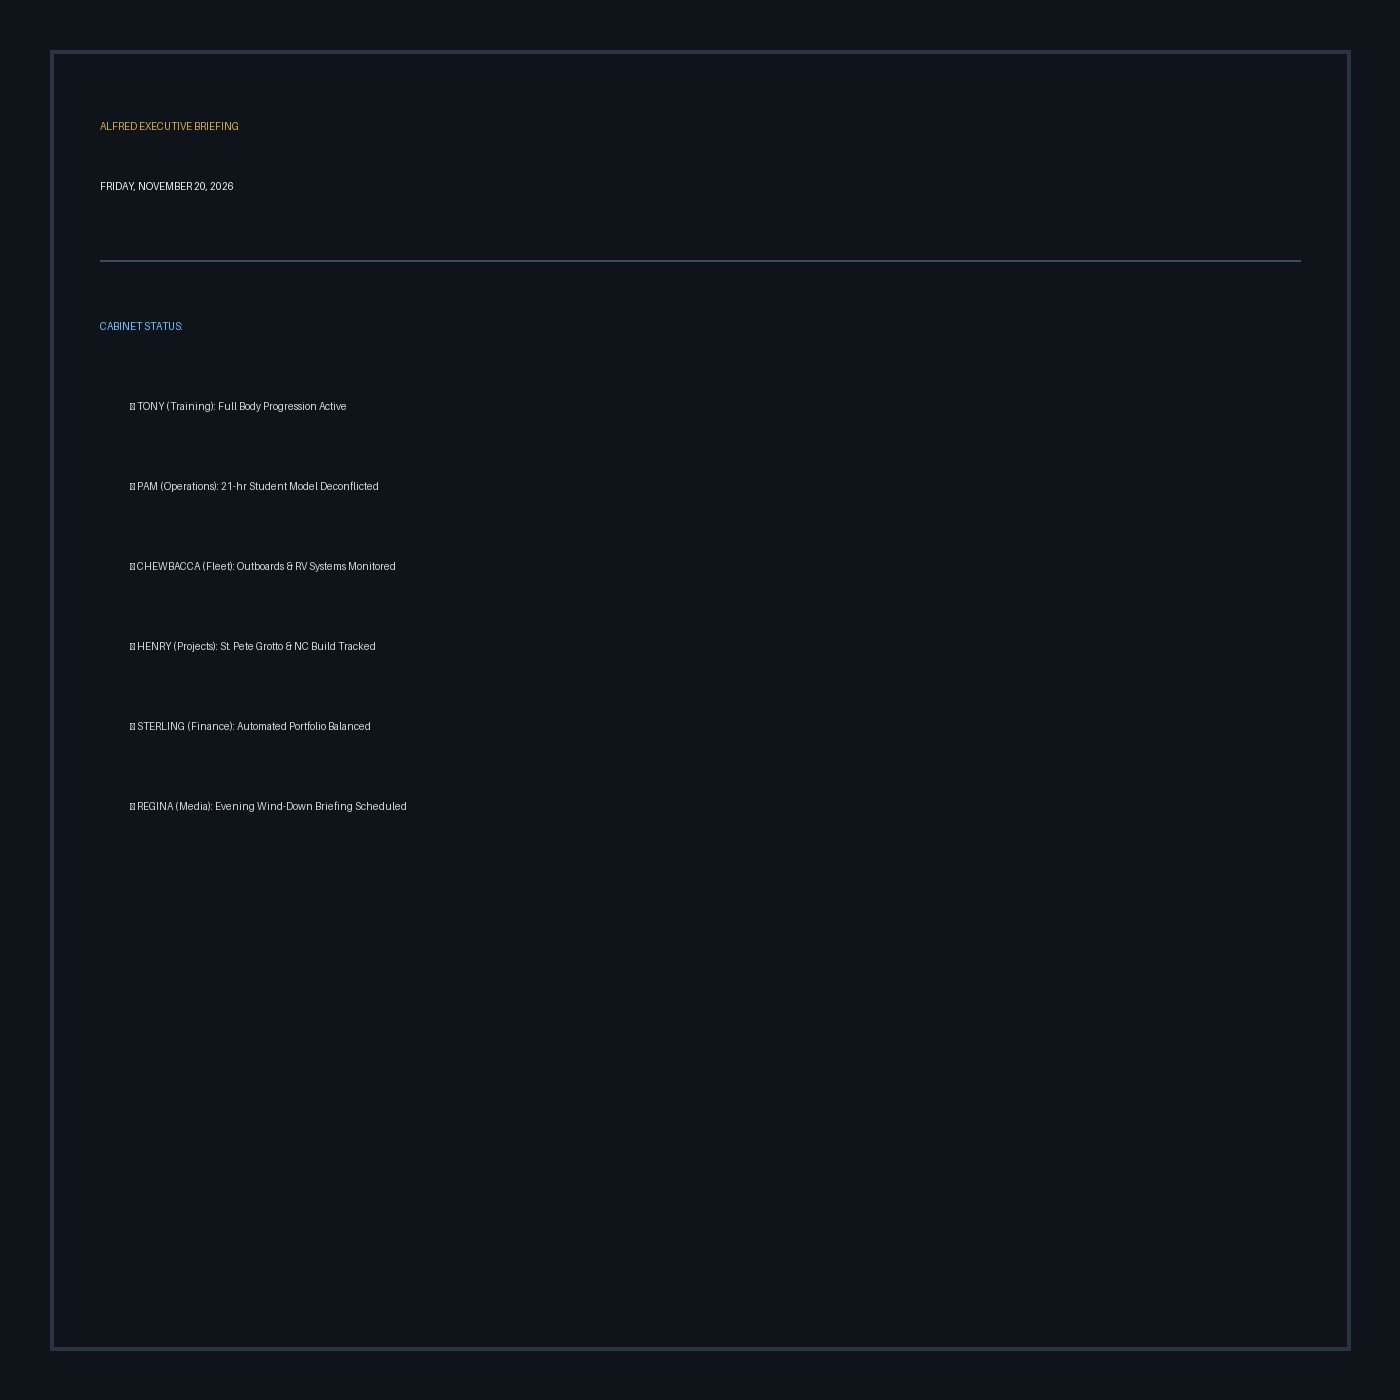 ALFRED EXECUTIVE BRIEFING
FRIDAY, NOVEMBER 20, 2026
CABINET STATUS:
TONY (Training): Full Body Progression Active
PAM (Operations): 21-hr Student Model Deconflicted
CHEWBACCA (Fleet): Outboards & RV Systems Monitored
HENRY (Projects): St. Pete Grotto & NC Build Tracked
STERLING (Finance): Automated Portfolio Balanced
REGINA (Media): Evening Wind-Down Briefing Scheduled